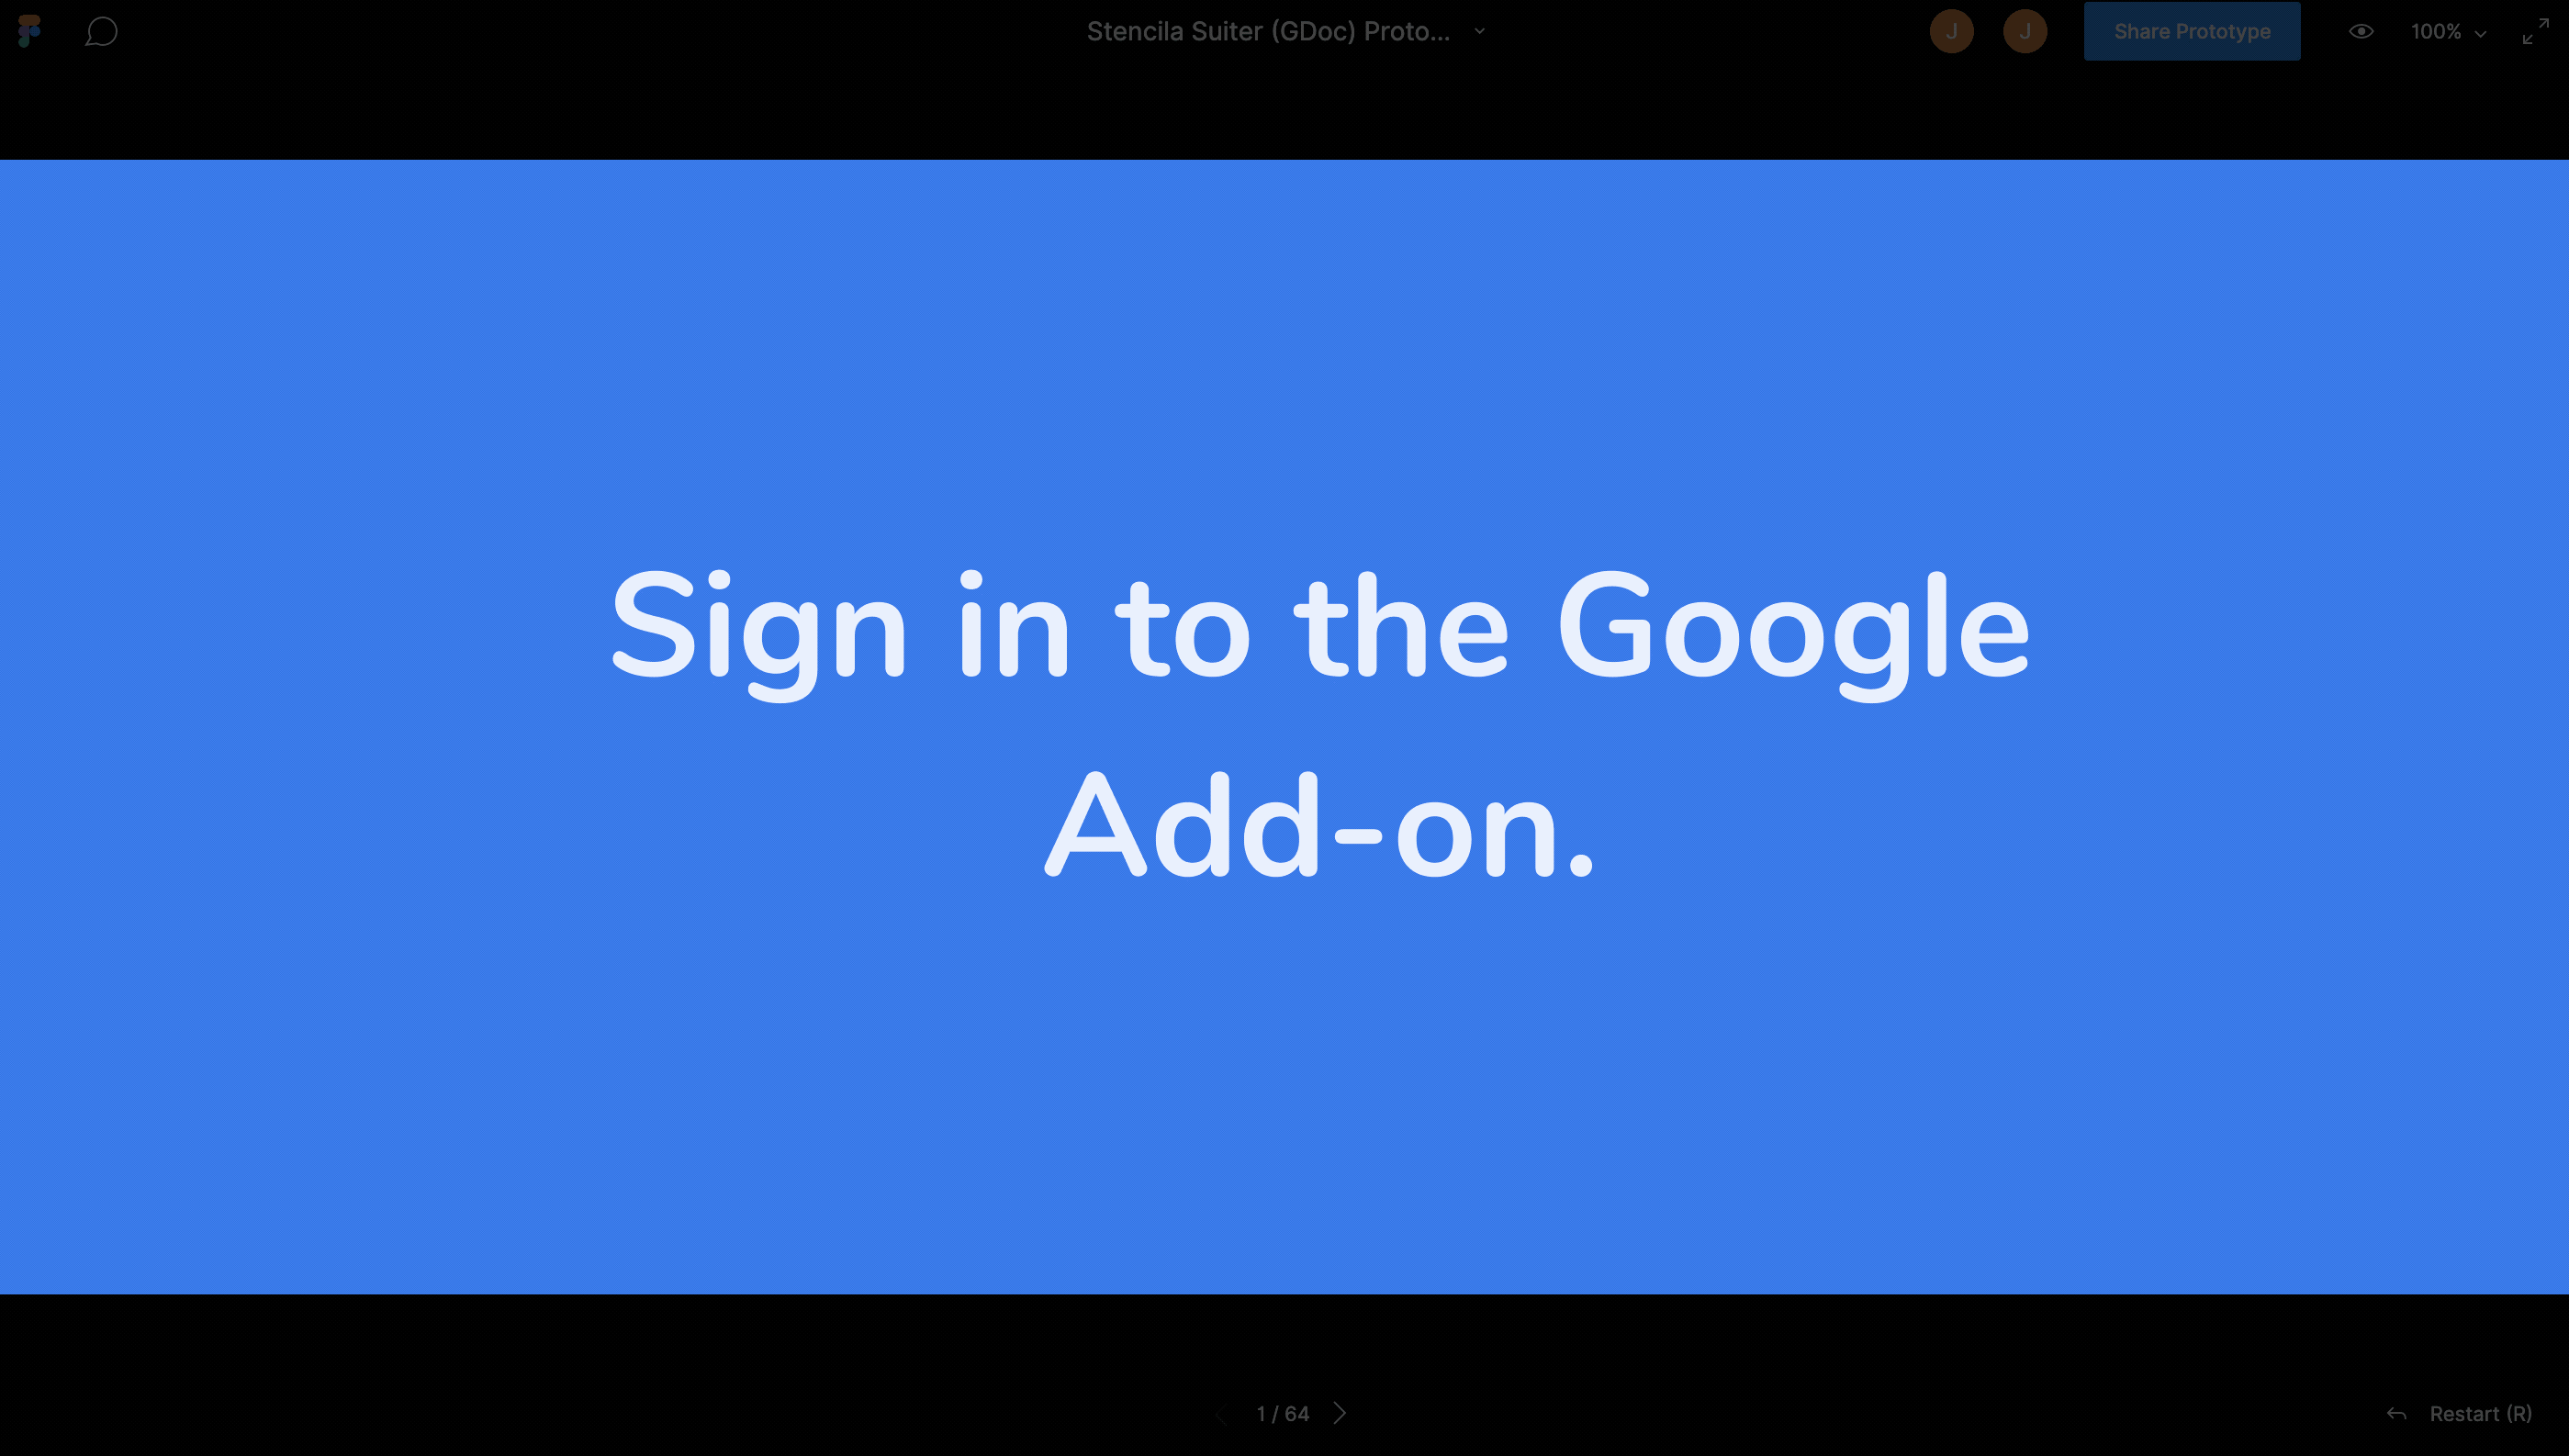 Stencila Suiter (GDoc) Proto...
J
J
Share Prototype
100%
Sign in to the Google
Add-on.
1 / 64
Restart (R)